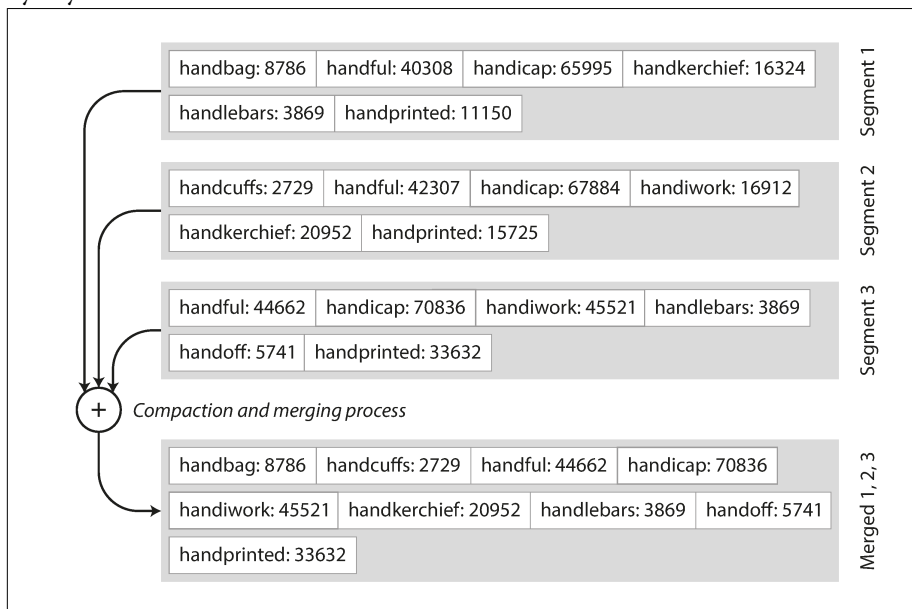 handbag: 8786 handful: 40308 handicap: 65995 handkerchief: 16324
handlebars: 3869 handprinted: 11150
Segment 1
handcuffs: 2729 handful: 42307 handicap: 67884 handiwork: 16912
handkerchief: 20952 handprinted: 15725
Segment 2
handful: 44662 handicap: 70836 handiwork: 45521 handlebars: 3869
handoff: 5741 handprinted: 33632
Segment 3
+ Compaction and merging process
handbag: 8786 handcuffs: 2729 handful: 44662 handicap: 70836
handiwork: 45521 handkerchief: 20952 handlebars: 3869 handoff: 5741
handprinted: 33632
Merged 1, 2, 3